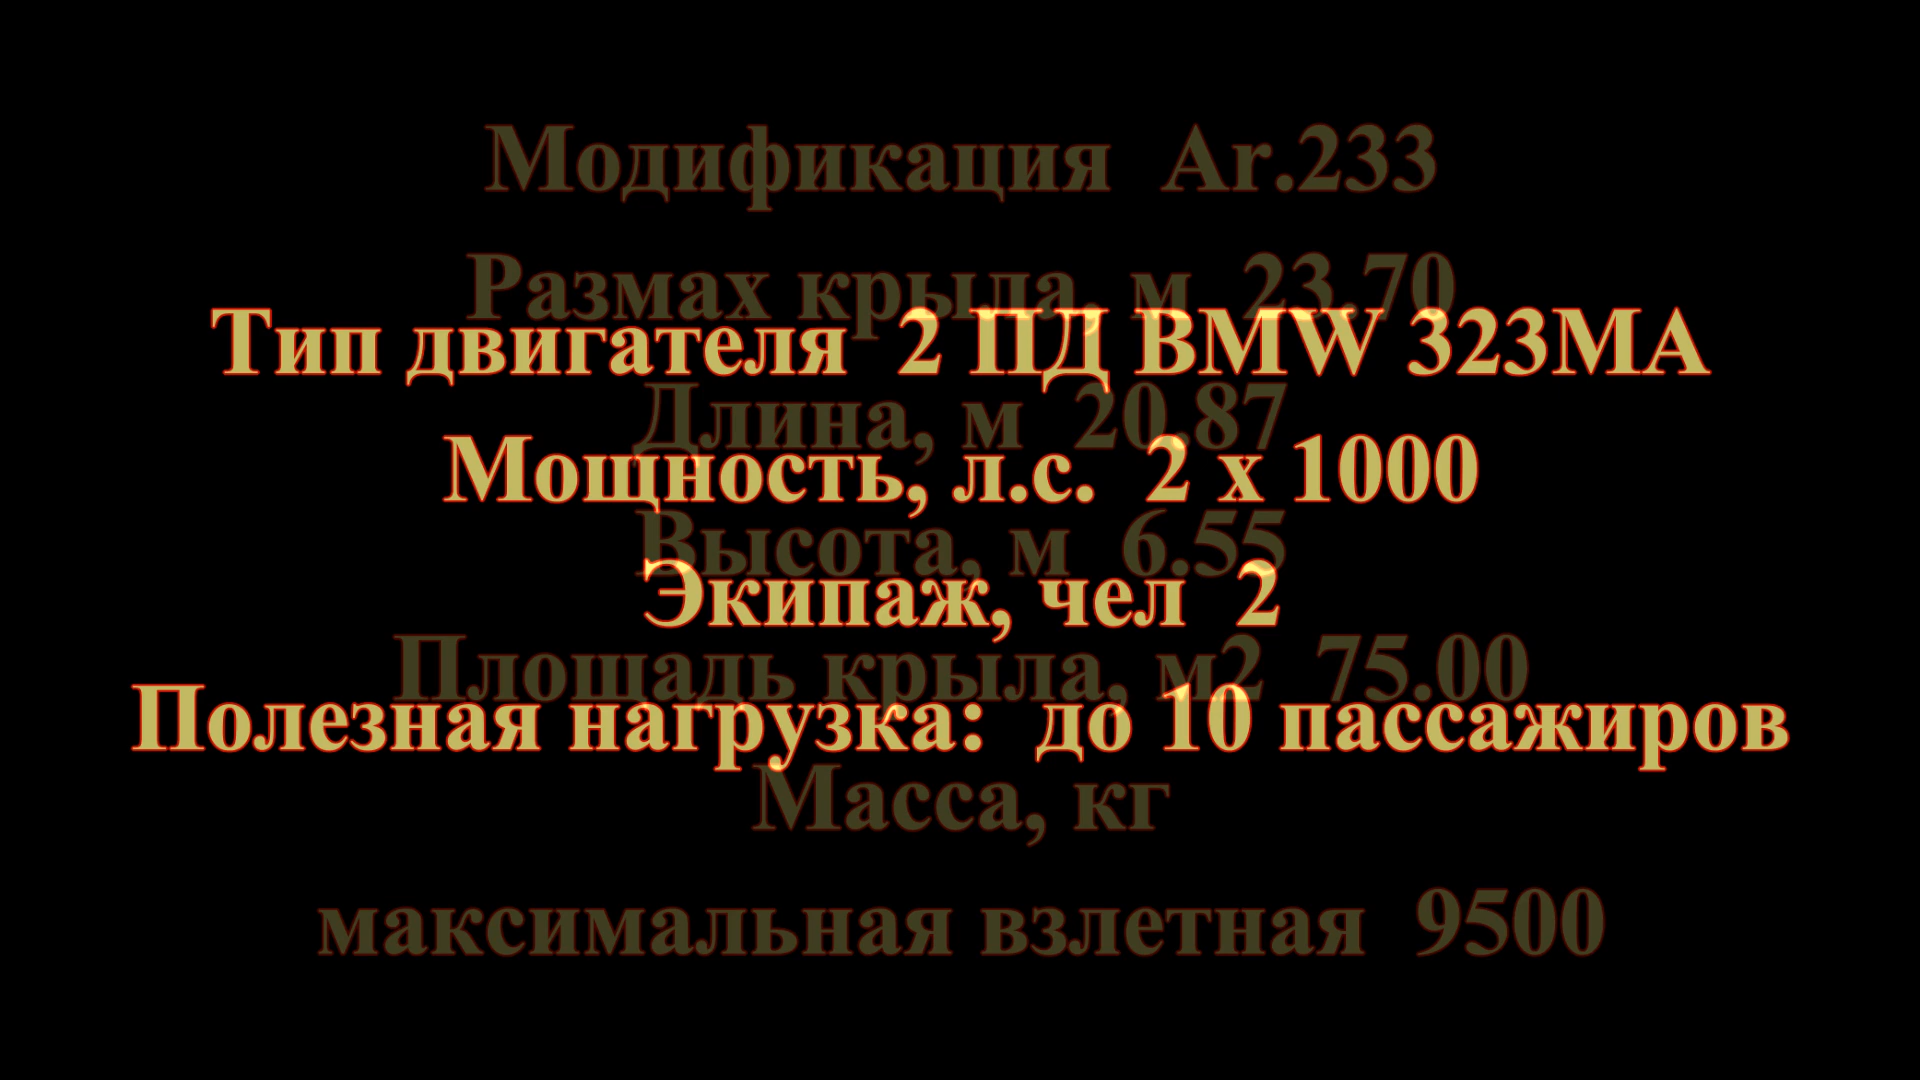 Модификация Ar.233
Размах крыла, м 23.70
Тип двигателя 2 ПД BMW 323MA
Длина, м 20.87
Мощность, л.с. 2 х 1000
Высота, м 6.55
Экипаж, чел 2
Площадь крыла, м2 75.00
Полезная нагрузка: до 10 пассажиров
Масса, кг
максимальная взлетная 9500